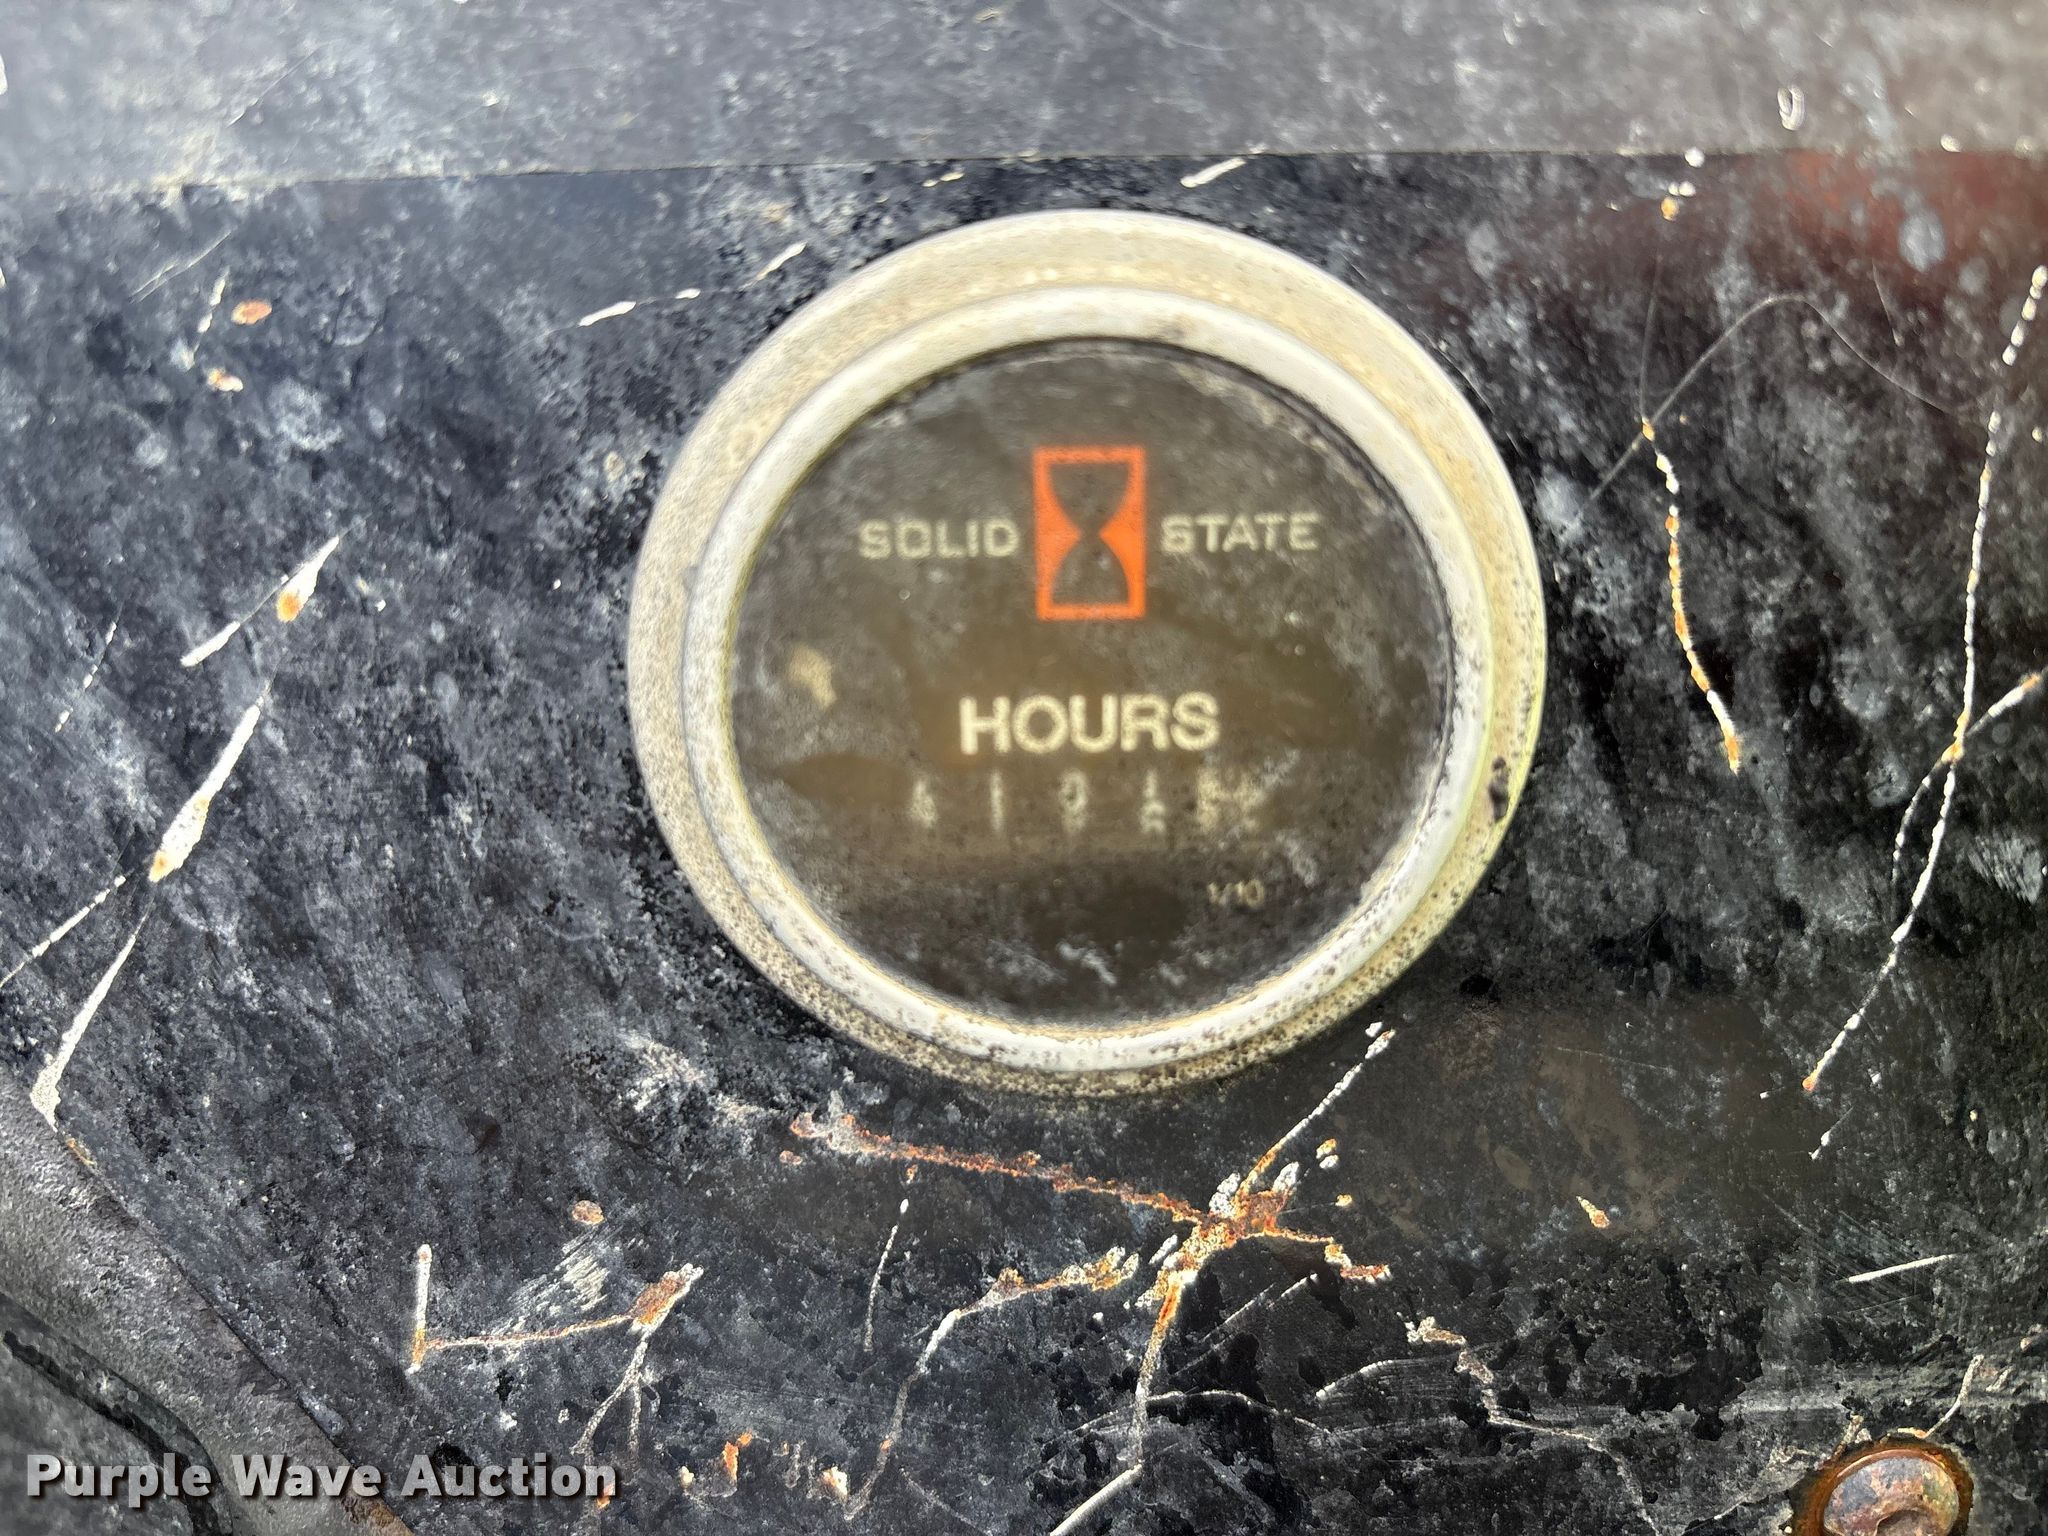 SOLID STATE
HOURS
1/10
Purple Wave Auction